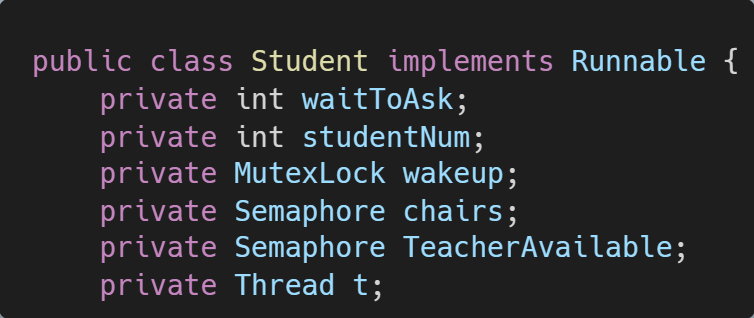 public class Student implements Runnable {
    private int waitToAsk;
    private int studentNum;
    private MutexLock wakeup;
    private Semaphore chairs;
    private Semaphore TeacherAvailable;
    private Thread t;